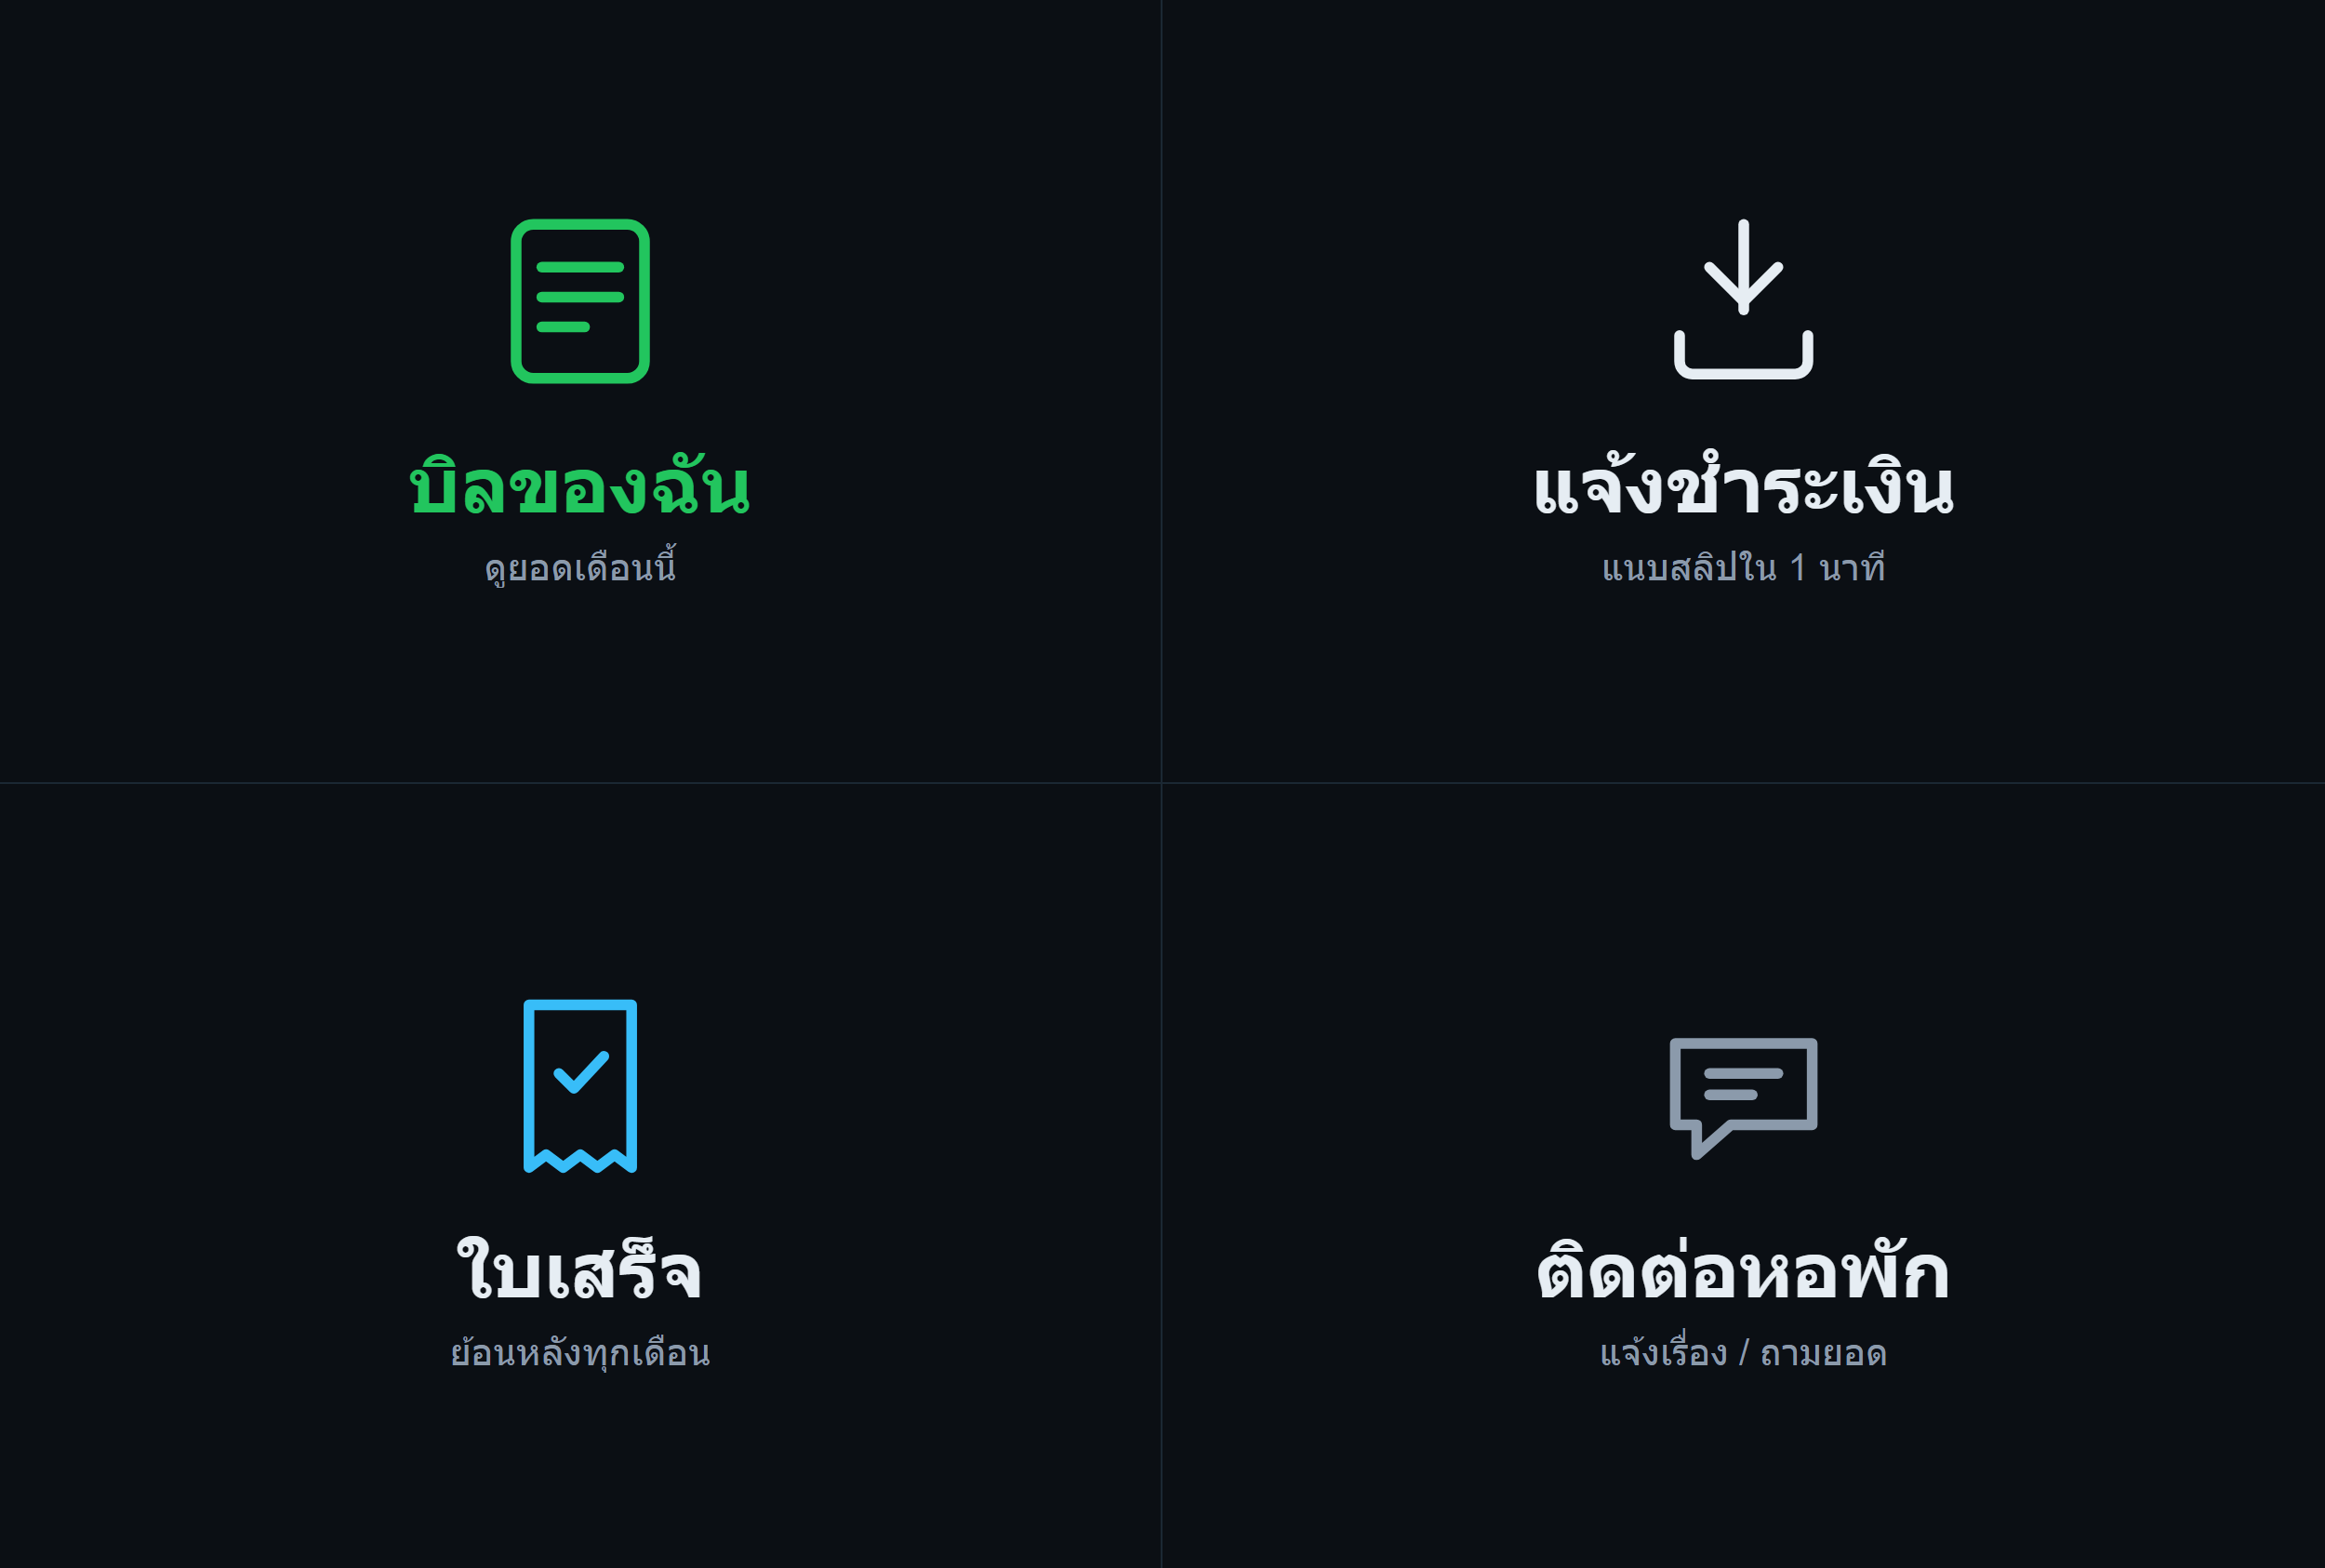 บิลของฉัน
ดูยอดเดือนนี้
แจ้งชำระเงิน
แนบสลิปใน 1 นาที
ใบเสร็จ
ย้อนหลังทุกเดือน
ติดต่อหอพัก
แจ้งเรื่อง / ถามยอด